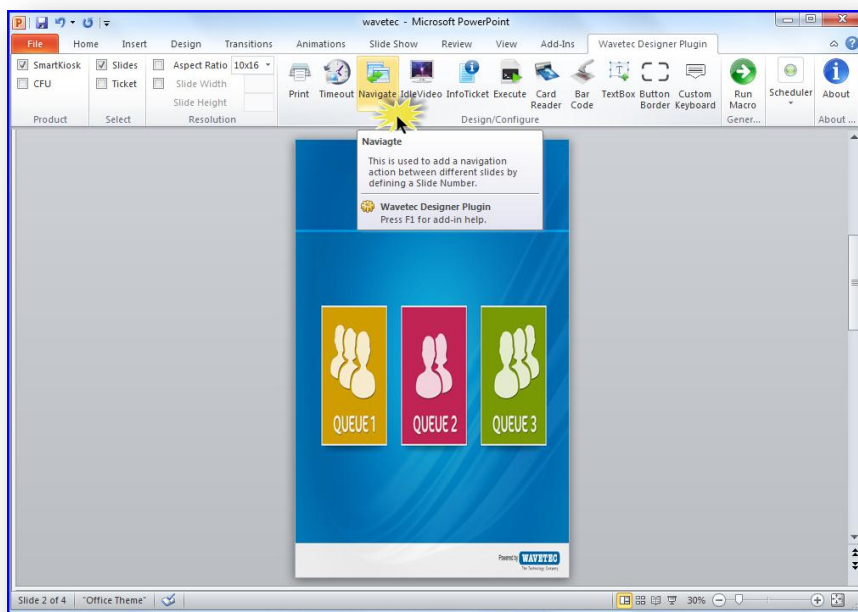 wavetec - Microsoft PowerPoint
File Home Insert Design Transitions Animations Slide Show Review View Add-Ins Wavetec Designer Plugin
SmartKiosk Slides Aspect Ratio 10x16
CFU Ticket Slide Width
Slide Height
Print Timeout Navigate IdleVideo InfoTicket Execute Card Reader Bar Code TextBox Button Border Custom Keyboard Run Macro Scheduler About
Product Select Resolution Design/Configure Gener... About ...
Naviagte
This is used to add a navigation
action between different slides by
defining a Slide Number.
Wavetec Designer Plugin
Press F1 for add-in help.
QUEUE 1 QUEUE 2 QUEUE 3
Powered by WAVETEC
The Technology Company
Slide 2 of 4 "Office Theme" 30%